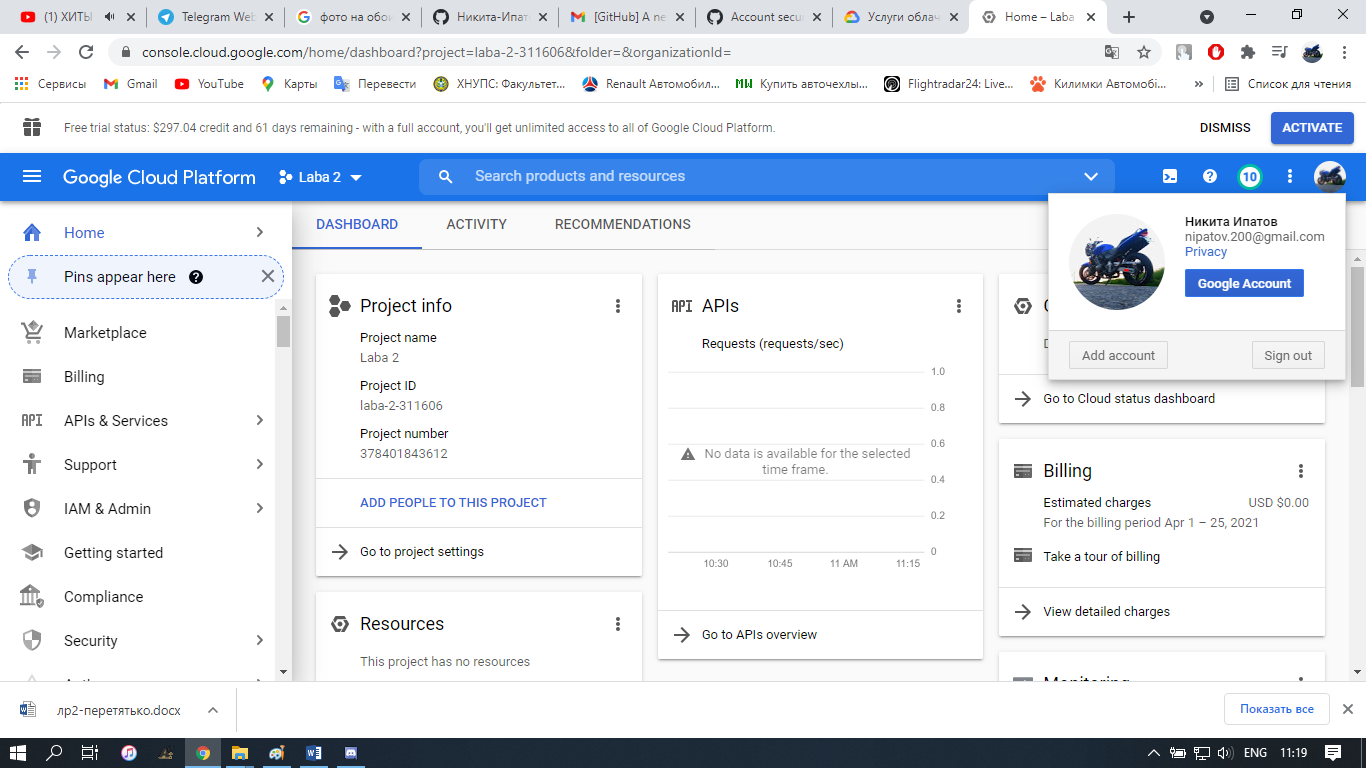 (1) ХИТЫ
Telegram Web
фото на обои
Никита-Ипат
[GitHub] A ne
Account secu
Услуги облач
Home – Laba
console.cloud.google.com/home/dashboard?project=laba-2-311606&folder=&organizationId=
Сервисы
Gmail
YouTube
Карты
Перевести
ХНУПС: Факультет...
Renault Автомобил...
MW Купить авточехлы...
Flightradar24: Live...
Килимки Автомобі...
»
Список для чтения
Free trial status: $297.04 credit and 61 days remaining - with a full account, you'll get unlimited access to all of Google Cloud Platform.
DISMISS
ACTIVATE
Google Cloud Platform
Laba 2
Search products and resources
10
Home
Pins appear here
Marketplace
Billing
API APIs & Services
Support
IAM & Admin
Getting started
Compliance
Security
DASHBOARD
ACTIVITY
RECOMMENDATIONS
Project info
Project name
Laba 2
Project ID
laba-2-311606
Project number
378401843612
ADD PEOPLE TO THIS PROJECT
Go to project settings
Resources
This project has no resources
API APIs
Requests (requests/sec)
1.0
0.8
0.6
No data is available for the selected
time frame.
0.4
0.2
0
10:30
10:45
11 AM
11:15
Go to APIs overview
Никита Ипатов
nipatov.200@gmail.com
Privacy
Google Account
Add account
Sign out
Go to Cloud status dashboard
Billing
Estimated charges
USD $0.00
For the billing period Apr 1 – 25, 2021
Take a tour of billing
View detailed charges
Monitoring
лр2-перетятько.docx
Показать все
ENG
11:19